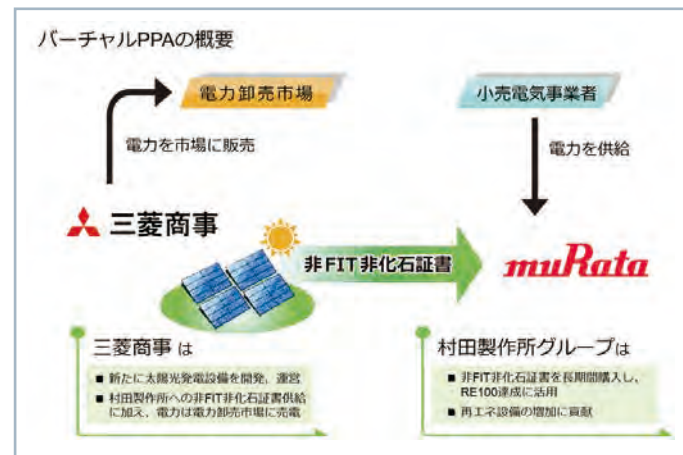 バーチャルPPAの概要
電力卸売市場
小売電気事業者
電力を市場に販売
電力を供給
三菱商事
非FIT非化石証書
muRata
三菱商事 は
■ 新たに太陽光発電設備を開発、運営
■ 村田製作所への非FIT非化石証書供給
に加え、電力は電力卸売市場に売電
村田製作所グループは
■ 非FIT非化石証書を長期間購入し、
RE100達成に活用
■ 再エネ設備の増加に貢献